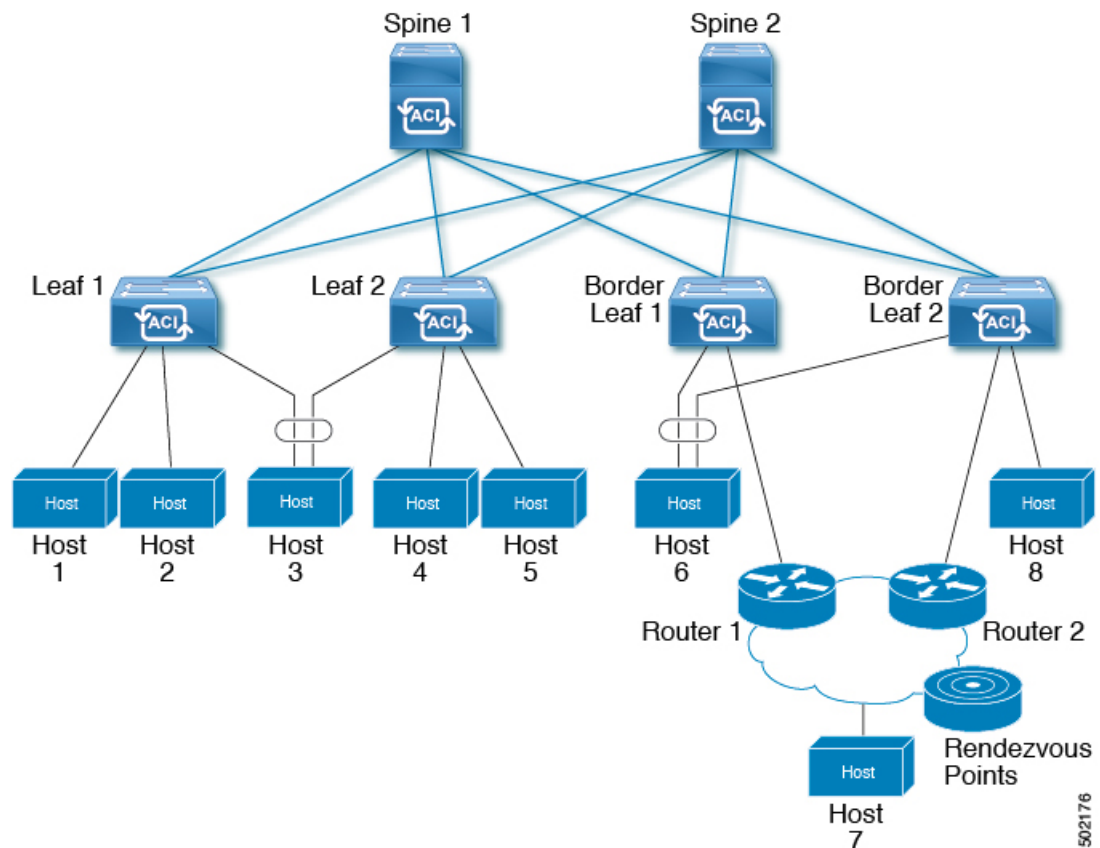 Spine 1
Spine 2
ACI
ACI
Leaf 1
Leaf 2
Border
Leaf 1
Border
Leaf 2
ACI
ACI
ACI
ACI
Host
Host
Host
Host
Host
Host
Host
Host
1
Host
2
Host
3
Host
4
Host
5
Host
6
Host
8
Router 1
Router 2
Host
Rendezvous
Points
Host
7
502176